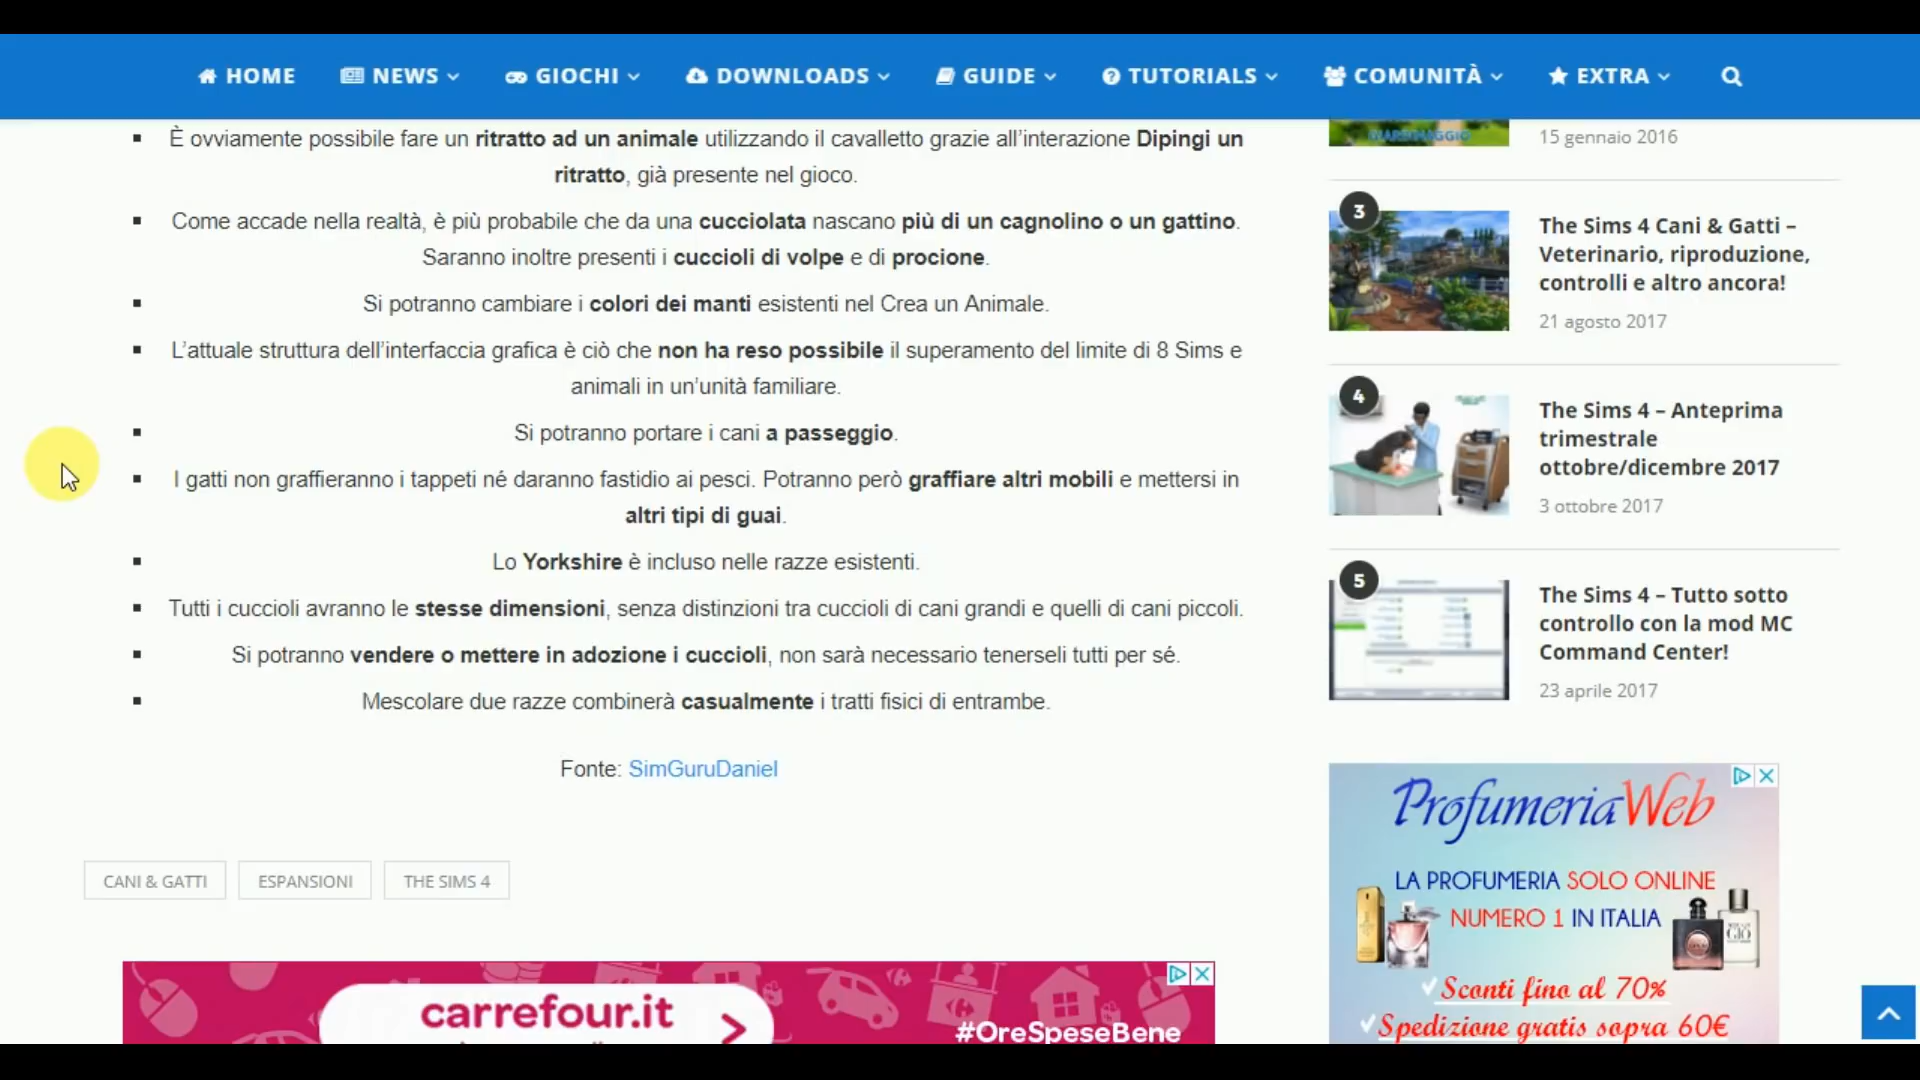 HOME NEWS GIOCHI DOWNLOADS GUIDE TUTORIALS COMUNITÀ EXTRA
È ovviamente possibile fare un ritratto ad un animale utilizzando il cavalletto grazie all'interazione Dipingi un
ritratto, già presente nel gioco.
Come accade nella realtà, è più probabile che da una cucciolata nascano più di un cagnolino o un gattino.
Saranno inoltre presenti i cuccioli di volpe e di procione.
Si potranno cambiare i colori dei manti esistenti nel Crea un Animale.
L'attuale struttura dell'interfaccia grafica è ciò che non ha reso possibile il superamento del limite di 8 Sims e
animali in un'unità familiare.
Si potranno portare i cani a passeggio.
I gatti non graffieranno i tappeti né daranno fastidio ai pesci. Potranno però graffiare altri mobili e mettersi in
altri tipi di guai.
Lo Yorkshire è incluso nelle razze esistenti.
Tutti i cuccioli avranno le stesse dimensioni, senza distinzioni tra cuccioli di cani grandi e quelli di cani piccoli.
Si potranno vendere o mettere in adozione i cuccioli, non sarà necessario tenerseli tutti per sé.
Mescolare due razze combinerà casualmente i tratti fisici di entrambe.
Fonte: SimGuruDaniel
CANI & GATTI ESPANSIONI THE SIMS 4
carrefour.it
#OreSpeseBene
15 gennaio 2016
3
The Sims 4 Cani & Gatti –
Veterinario, riproduzione,
controlli e altro ancora!
21 agosto 2017
4
The Sims 4 – Anteprima
trimestrale
ottobre/dicembre 2017
3 ottobre 2017
5
The Sims 4 – Tutto sotto
controllo con la mod MC
Command Center!
23 aprile 2017
ProfumeriaWeb
LA PROFUMERIA SOLO ONLINE
NUMERO 1 IN ITALIA
Sconti fino al 70%
Spedizione gratis sopra 60€